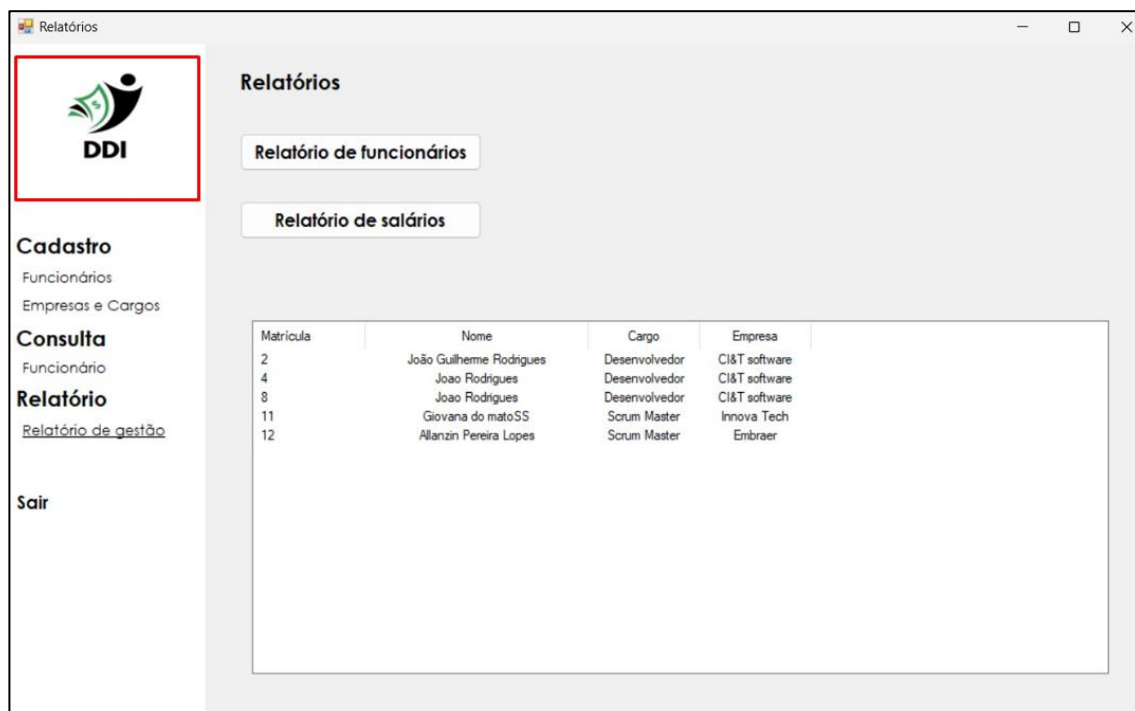 Relatórios
$
DDI
Cadastro
Funcionários
Empresas e Cargos
Consulta
Funcionário
Relatório
Relatório de gestão
Sair
Relatórios
Relatório de funcionários
Relatório de salários
Matrícula Nome Cargo Empresa
2 João Guilherme Rodrigues Desenvolvedor CI&T software
4 Joao Rodrigues Desenvolvedor CI&T software
8 Joao Rodrigues Desenvolvedor CI&T software
11 Giovana do matoSS Scrum Master Innova Tech
12 Allanzin Pereira Lopes Scrum Master Embraer